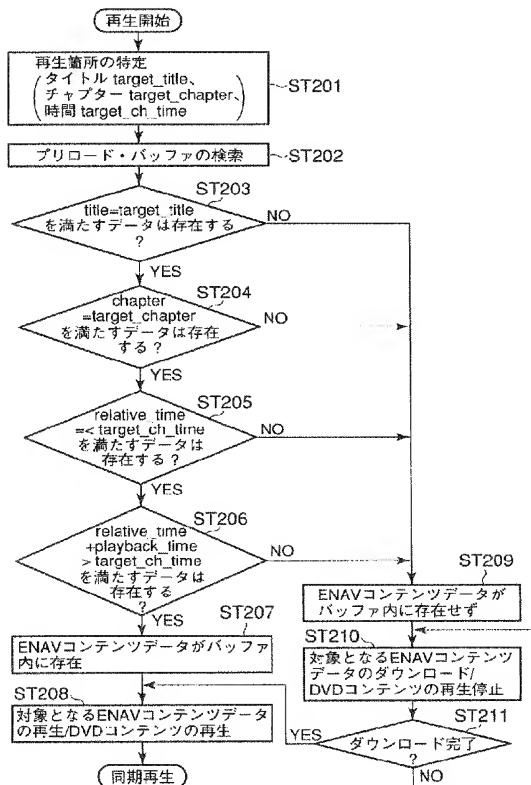 再生開始
再生箇所の特定
タイトル target_title、
チャプター target_chapter、
時間 target_ch_time
ST201
プリロード・バッファの検索
ST202
ST203
title=target_title
を満たすデータは存在する
?
NO
YES
ST204
chapter
=target_chapter
を満たすデータは存在
する?
NO
YES
ST205
relative_time
=< target_ch_time
を満たすデータは
存在する?
NO
YES
ST206
relative_time
+playback_time
> target_ch_time
を満たすデータは
存在する
?
NO
YES
ST207
ENAVコンテンツデータがバッファ
内に存在
ST208
対象となるENAVコンテンツデータ
の再生/DVDコンテンツの再生
同期再生
ST209
ENAVコンテンツデータが
バッファ内に存在せず
ST210
対象となるENAVコンテンツ
データのダウンロード/
DVDコンテンツの再生停止
ST211
ダウンロード完了
?
YES
NO